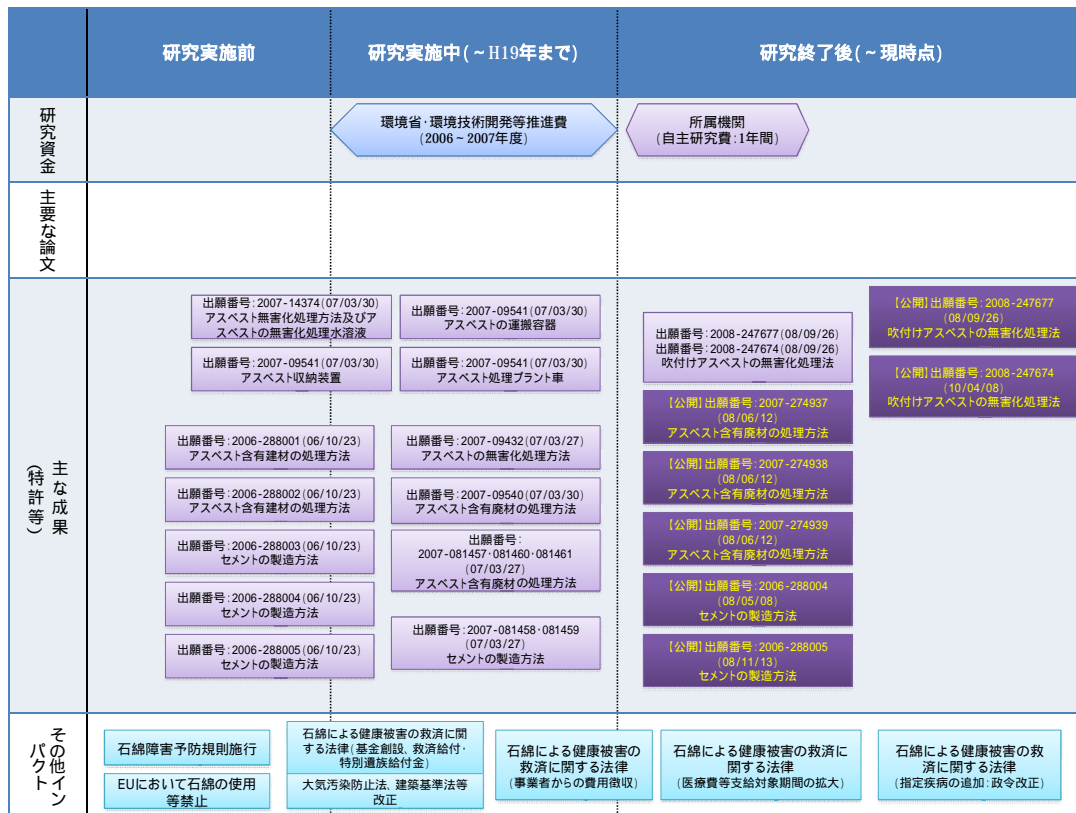 研究実施前
研究実施中(~H19年まで)
研究終了後(~現時点)
研究資金
環境省・環境技術開発等推進費
(2006~2007年度)
所属機関
(自主研究費:1年間)
主要な論文
主な成果
(特許等)
出願番号:2007-14374(07/03/30)
アスベスト無害化処理方法及びア
スベストの無害化処理水溶液
出願番号:2007-09541(07/03/30)
アスベスト収納装置
出願番号:2006-288001(06/10/23)
アスベスト含有建材の処理方法
出願番号:2006-288002(06/10/23)
アスベスト含有建材の処理方法
出願番号:2006-288003(06/10/23)
セメントの製造方法
出願番号:2006-288004(06/10/23)
セメントの製造方法
出願番号:2006-288005(06/10/23)
セメントの製造方法
出願番号:2007-09541(07/03/30)
アスベストの運搬容器
出願番号:2007-09541(07/03/30)
アスベスト処理プラント車
出願番号:2007-09432(07/03/27)
アスベストの無害化処理方法
出願番号:2007-09540(07/03/30)
アスベスト含有廃材の処理方法
出願番号:
2007-081457・081460・081461
(07/03/27)
アスベスト含有廃材の処理方法
出願番号:2007-081458・081459
(07/03/27)
セメントの製造方法
出願番号:2008-247677(08/09/26)
出願番号:2008-247674(08/09/26)
吹付けアスベストの無害化処理法
【公開】出願番号:2007-274937
(08/06/12)
アスベスト含有廃材の処理方法
【公開】出願番号:2007-274938
(08/06/12)
アスベスト含有廃材の処理方法
【公開】出願番号:2007-274939
(08/06/12)
アスベスト含有廃材の処理方法
【公開】出願番号:2006-288004
(08/05/08)
セメントの製造方法
【公開】出願番号:2006-288005
(08/11/13)
セメントの製造方法
【公開】出願番号:2008-247677
(08/09/26)
吹付けアスベストの無害化処理法
【公開】出願番号:2008-247674
(10/04/08)
吹付けアスベストの無害化処理法
その他イン
パクト
石綿障害予防規則施行
EUにおいて石綿の使用
等禁止
石綿による健康被害の救済に関
する法律(基金創設、救済給付・
特別遺族給付金)
大気汚染防止法、建築基準法等
改正
石綿による健康被害の
救済に関する法律
(事業者からの費用徴収)
石綿による健康被害の救済に
関する法律
(医療費等支給対象期間の拡大)
石綿による健康被害の救
済に関する法律
(指定疾病の追加:政令改正)